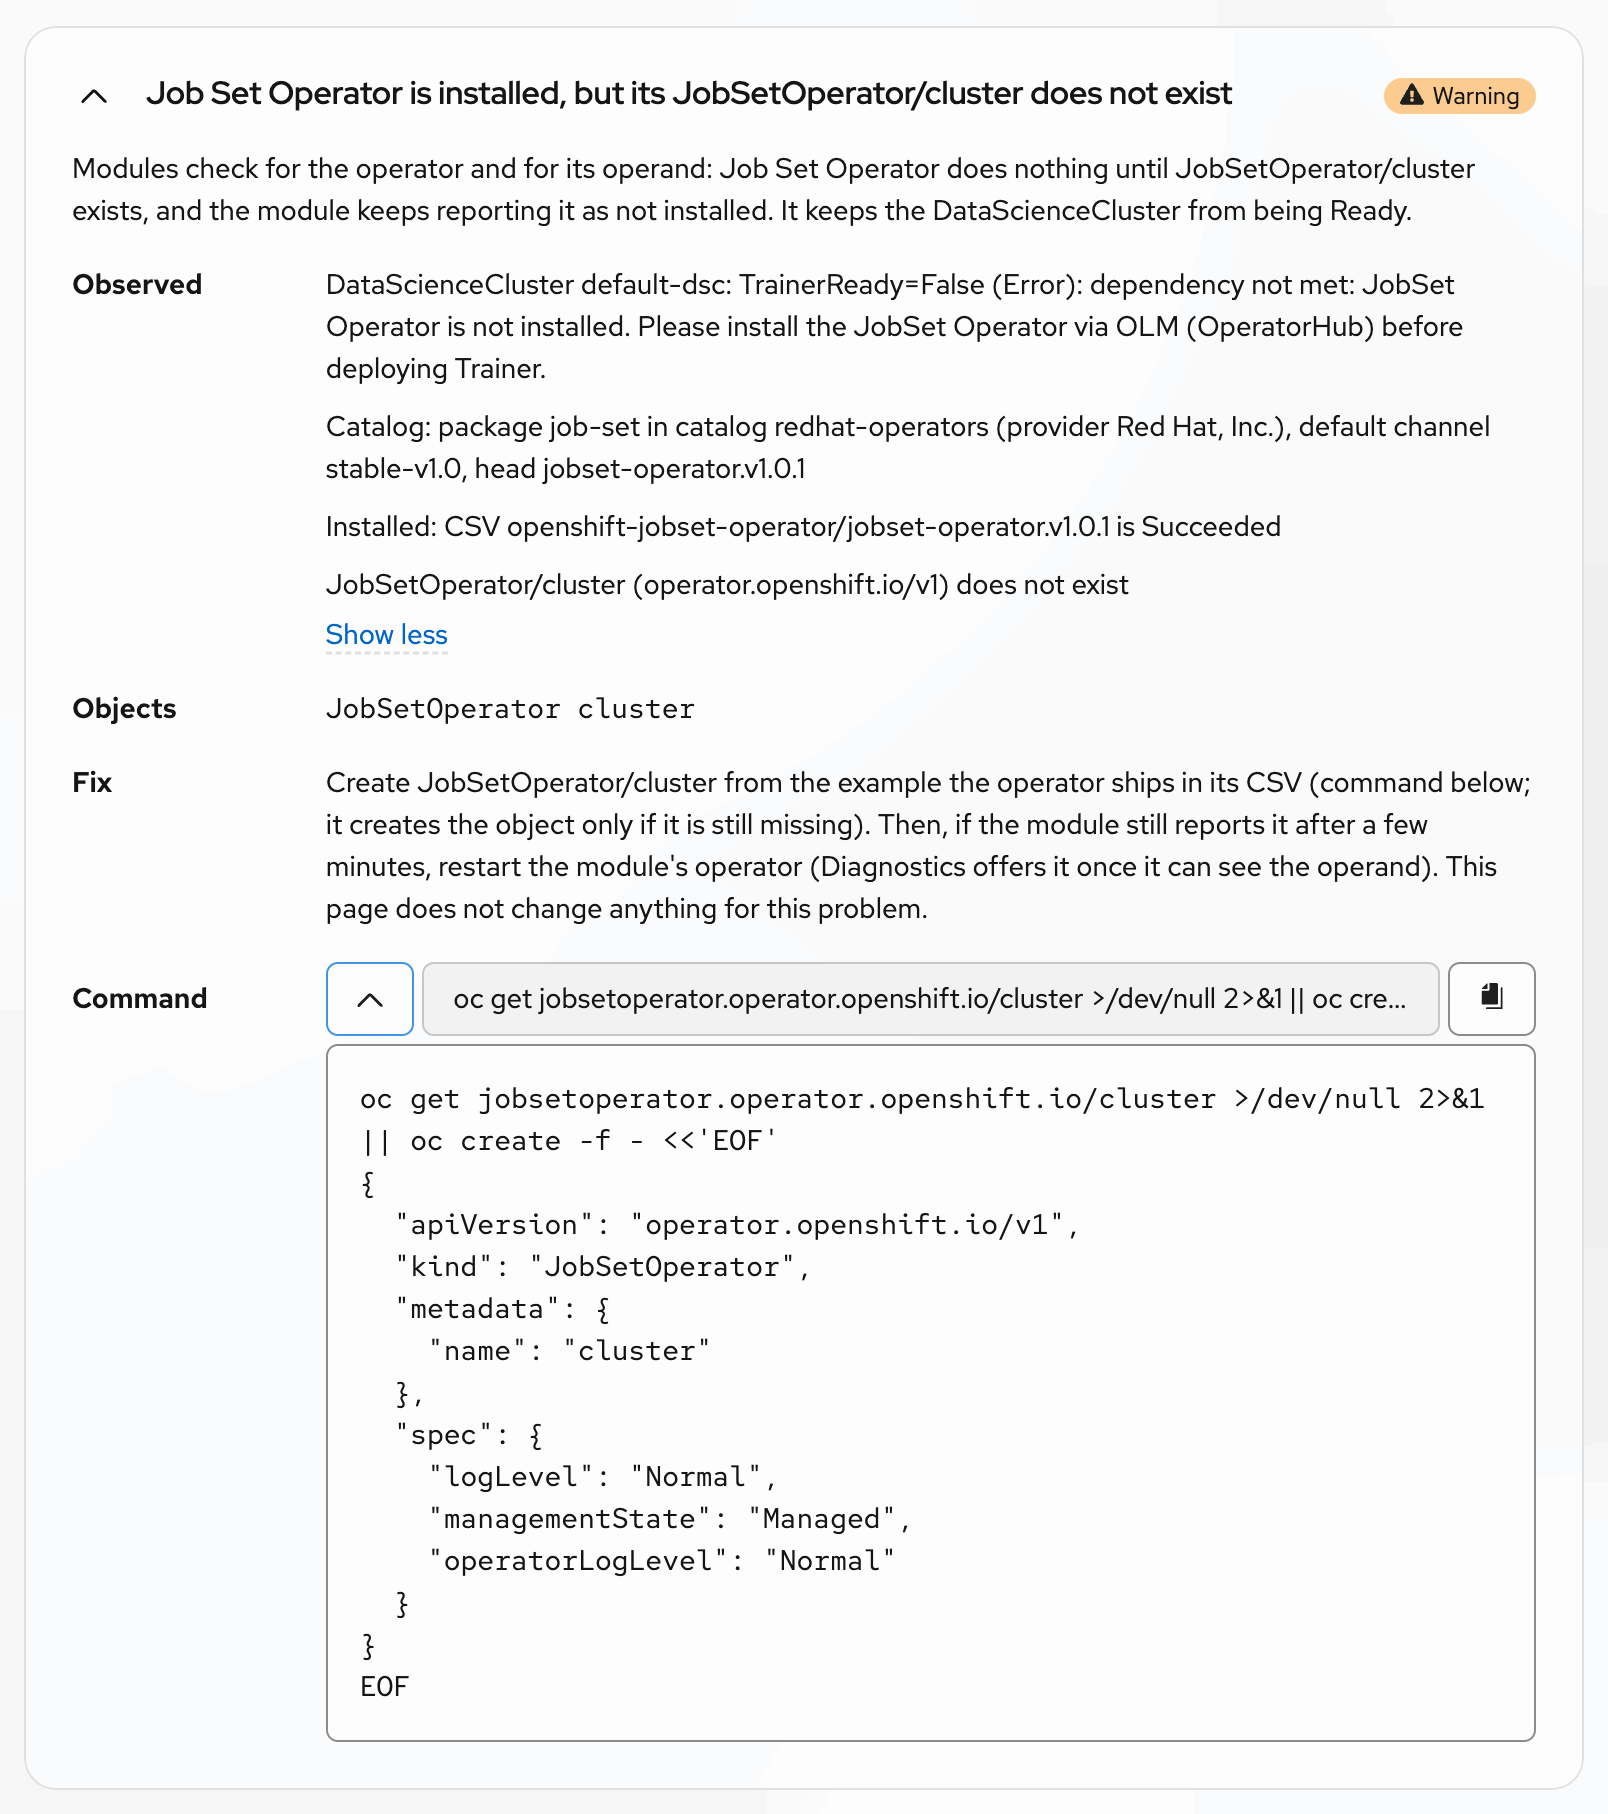 Job Set Operator is installed, but its JobSetOperator/cluster does not exist
Warning
Modules check for the operator and for its operand: Job Set Operator does nothing until JobSetOperator/cluster
exists, and the module keeps reporting it as not installed. It keeps the DataScienceCluster from being Ready.
Observed
DataScienceCluster default-dsc: TrainerReady=False (Error): dependency not met: JobSet
Operator is not installed. Please install the JobSet Operator via OLM (OperatorHub) before
deploying Trainer.
Catalog: package job-set in catalog redhat-operators (provider Red Hat, Inc.), default channel
stable-v1.0, head jobset-operator.v1.0.1
Installed: CSV openshift-jobset-operator/jobset-operator.v1.0.1 is Succeeded
JobSetOperator/cluster (operator.openshift.io/v1) does not exist
Show less
Objects
JobSetOperator cluster
Fix
Create JobSetOperator/cluster from the example the operator ships in its CSV (command below;
it creates the object only if it is still missing). Then, if the module still reports it after a few
minutes, restart the module's operator (Diagnostics offers it once it can see the operand). This
page does not change anything for this problem.
Command
oc get jobsetoperator.operator.openshift.io/cluster >/dev/null 2>&1 || oc cre...
oc get jobsetoperator.operator.openshift.io/cluster >/dev/null 2>&1
|| oc create -f - <<'EOF'
{
  "apiVersion": "operator.openshift.io/v1",
  "kind": "JobSetOperator",
  "metadata": {
    "name": "cluster"
  },
  "spec": {
    "logLevel": "Normal",
    "managementState": "Managed",
    "operatorLogLevel": "Normal"
  }
}
EOF